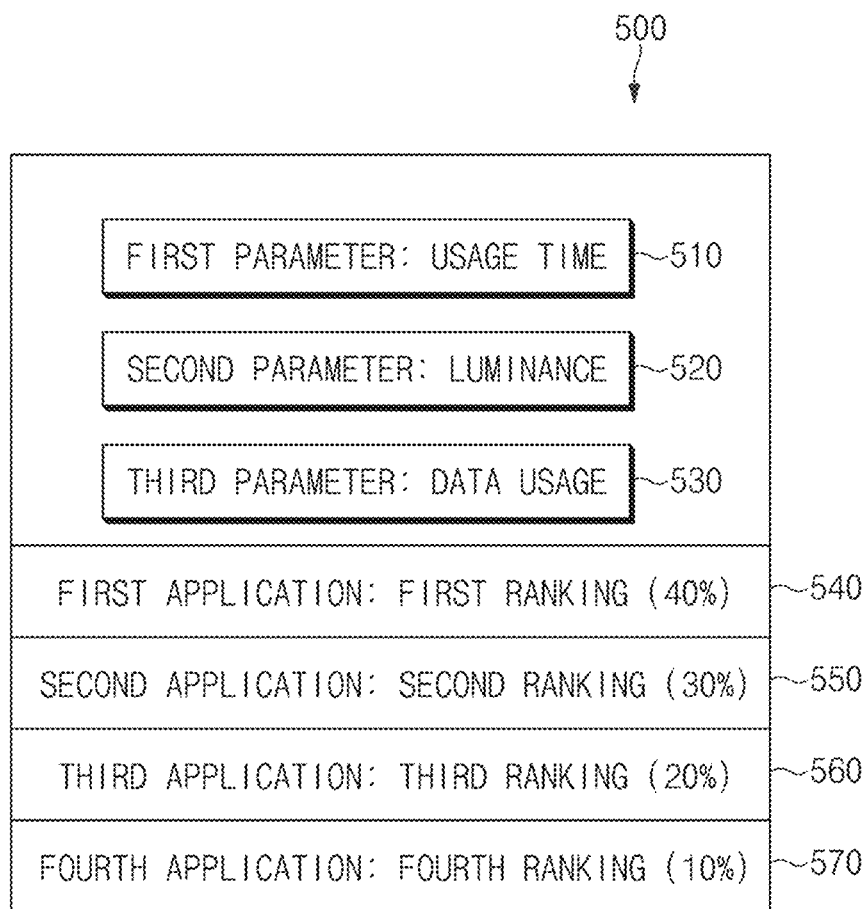 500
FIRST PARAMETER: USAGE TIME 510
SECOND PARAMETER: LUMINANCE 520
THIRD PARAMETER: DATA USAGE 530
FIRST APPLICATION: FIRST RANKING (40%) 540
SECOND APPLICATION: SECOND RANKING (30%) 550
THIRD APPLICATION: THIRD RANKING (20%) 560
FOURTH APPLICATION: FOURTH RANKING (10%) 570